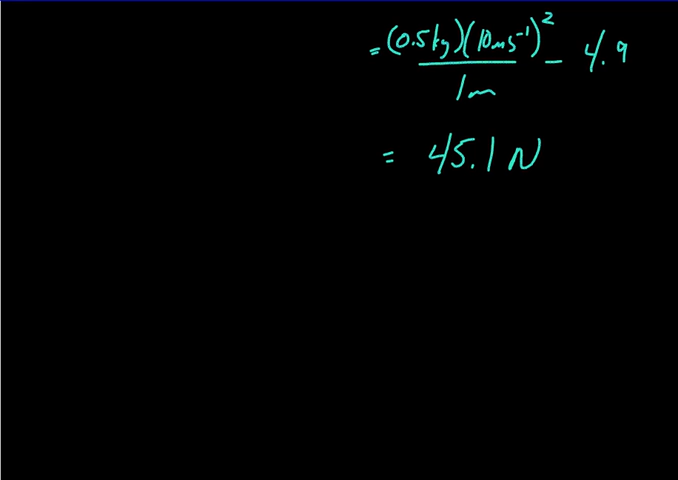 = (0.5kg)(10ms⁻¹)² / 1m - 4.9
= 45.1 N